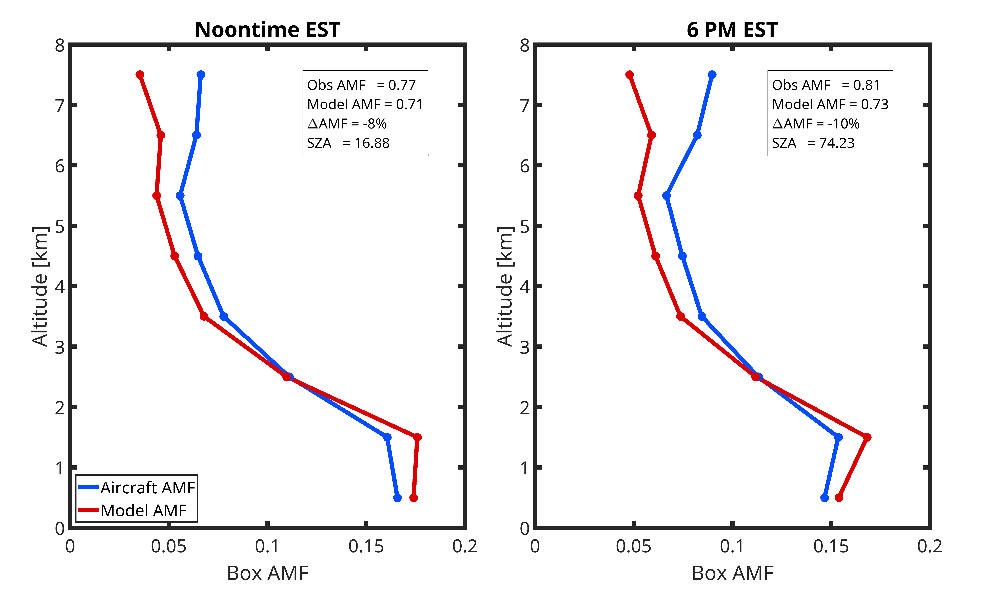 Noontime EST
8
7
6
5
4
3
2
1
0
Altitude [km]
Obs AMF = 0.77
Model AMF = 0.71
ΔAMF = -8%
SZA = 16.88
Aircraft AMF
Model AMF
0 0.05 0.1 0.15 0.2
Box AMF
6 PM EST
8
7
6
5
4
3
2
1
0
Altitude [km]
Obs AMF = 0.81
Model AMF = 0.73
ΔAMF = -10%
SZA = 74.23
0 0.05 0.1 0.15 0.2
Box AMF